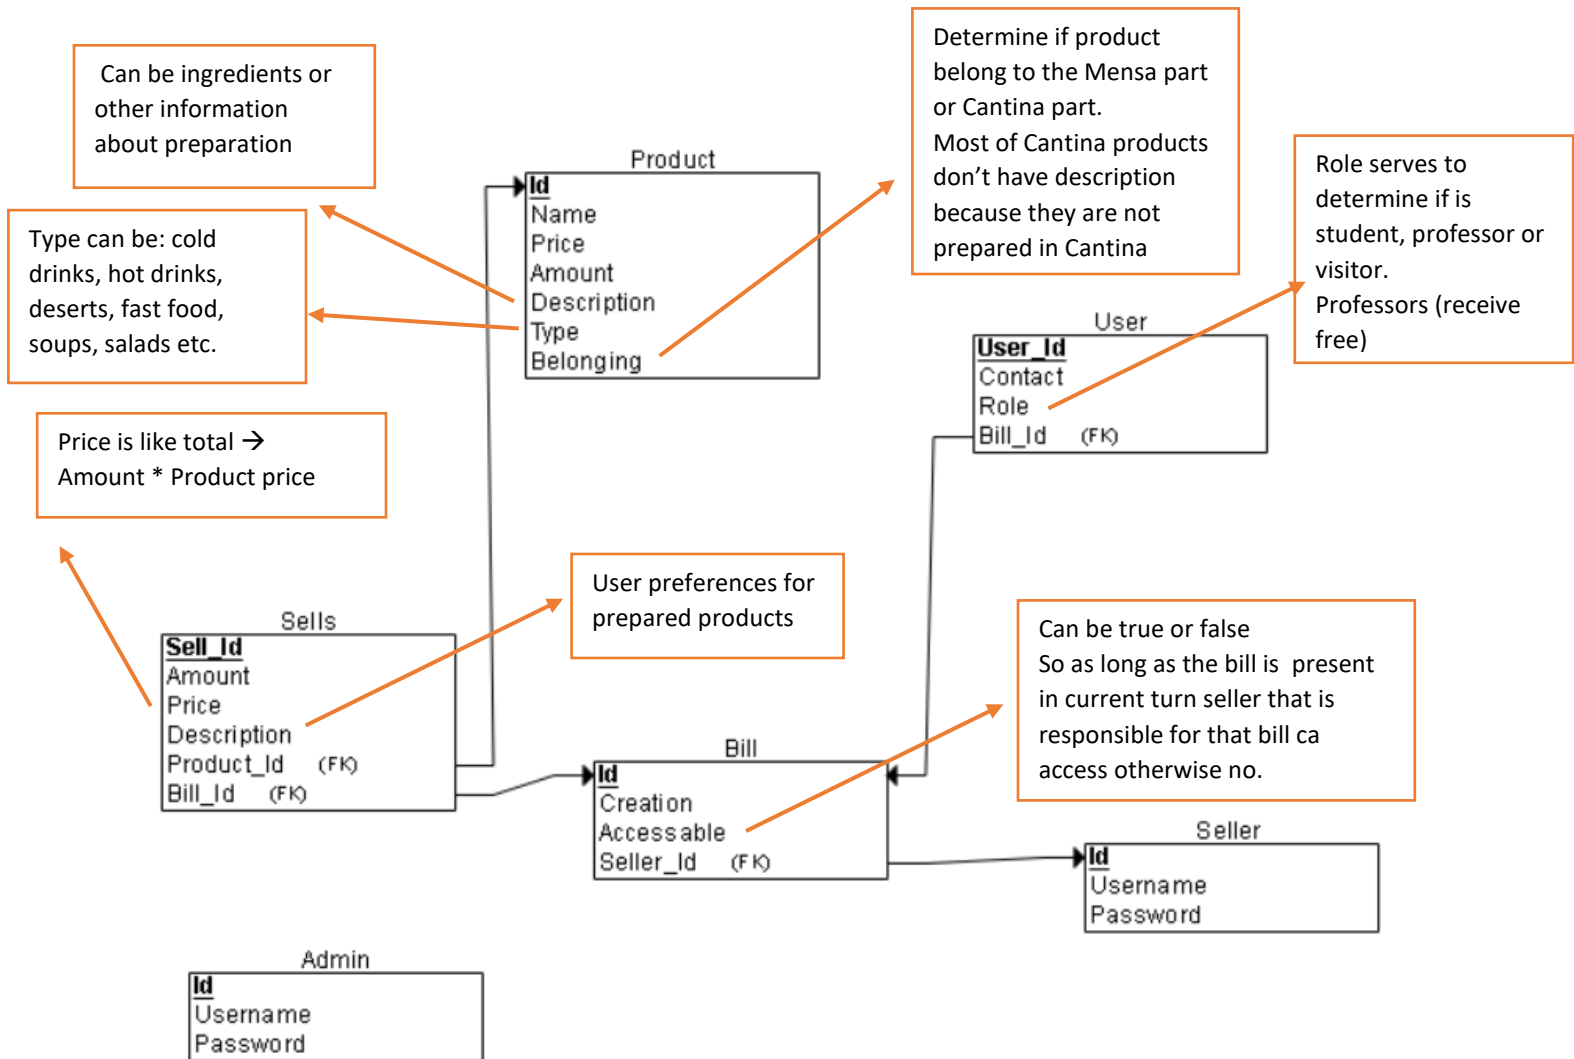 Can be ingredients or
other information
about preparation
Determine if product
belong to the Mensa part
or Cantina part.
Most of Cantina products
don’t have description
because they are not
prepared in Cantina
Role serves to
determine if is
student, professor or
visitor.
Professors (receive
free)
Type can be: cold
drinks, hot drinks,
deserts, fast food,
soups, salads etc.
Product
Id
Name
Price
Amount
Description
Type
Belonging
User
User_Id
Contact
Role
Bill_Id (FK)
Price is like total →
Amount * Product price
User preferences for
prepared products
Sells
Sell_Id
Amount
Price
Description
Product_Id (FK)
Bill_Id (FK)
Can be true or false
So as long as the bill is present
in current turn seller that is
responsible for that bill ca
access otherwise no.
Bill
Id
Creation
Accessable
Seller_Id (FK)
Seller
Id
Username
Password
Admin
Id
Username
Password